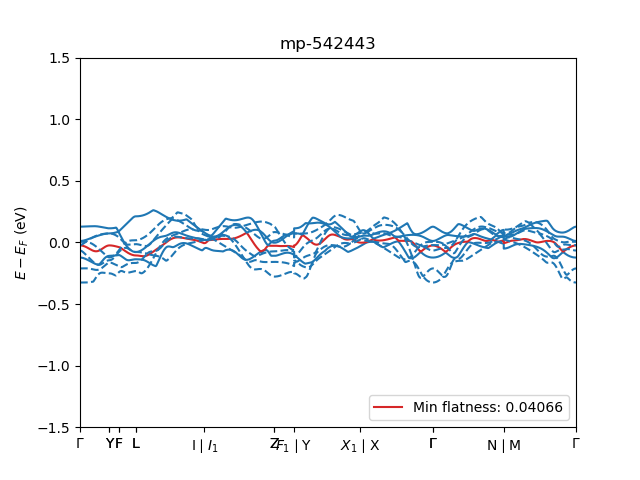 mp-542443
1.5
1.0
0.5
0.0
−0.5
−1.0
−1.5
E − E_F (eV)
Min flatness: 0.04066
Γ Y F L I | I₁ Z F₁ | Y X₁ | X Γ N | M Γ